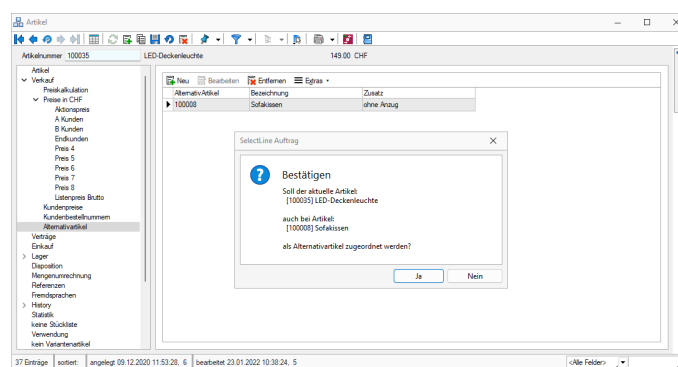 Artikel
Artikelnummer 100035 LED-Deckenleuchte 149.00 CHF
Artikel
Verkauf
Preiskalkulation
Preise in CHF
Aktionspreis
A Kunden
B Kunden
Endkunden
Preis 4
Preis 5
Preis 6
Preis 7
Preis 8
Listenpreis Brutto
Kundenpreise
Kundenbestellnummern
Alternativartikel
Verträge
Einkauf
Lager
Disposition
Mengenumrechnung
Referenzen
Fremdsprachen
History
Statistik
keine Stückliste
Verwendung
kein Variantenartikel
Neu Bearbeiten Entfernen Extras
AlternativArtikel Bezeichnung Zusatz
100008 Sofakissen ohne Anzug
SelectLine Auftrag
Bestätigen
Soll der aktuelle Artikel:
[100035] LED-Deckenleuchte
auch bei Artikel:
[100008] Sofakissen
als Alternativartikel zugeordnet werden?
Ja Nein
37 Einträge sortiert: angelegt 09.12.2020 11:53:28, 6 bearbeitet 23.01.2022 10:38:24, 5 <Alle Felder>